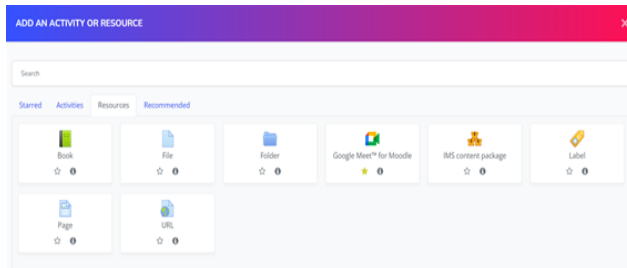 ADD AN ACTIVITY OR RESOURCE
Search
Starred Activities Resources Recommended
Book File Folder Google Meet™ for Moodle IMS content package Label
Page URL